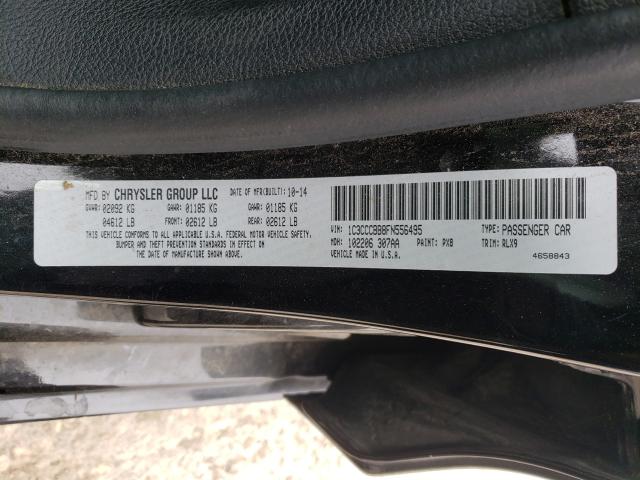 MFD BY CHRYSLER GROUP LLC DATE OF MFR(BUILT): 10-14
GVWR: 02092 KG GAWR: 01185 KG GAWR: 01185 KG
04612 LB FRONT: 02612 LB REAR: 02612 LB
THIS VEHICLE CONFORMS TO ALL APPLICABLE U.S.A. FEDERAL MOTOR VEHICLE SAFETY,
BUMPER AND THEFT PREVENTION STANDARDS IN EFFECT ON THE
DATE OF MANUFACTURE SHOWN ABOVE.
VIN: 1C3CCCBB8FN556495 TYPE: PASSENGER CAR
MDH: 102206 307AA PAINT: PX8 TRIM: RLX9
VEHICLE MADE IN U.S.A. 4658843